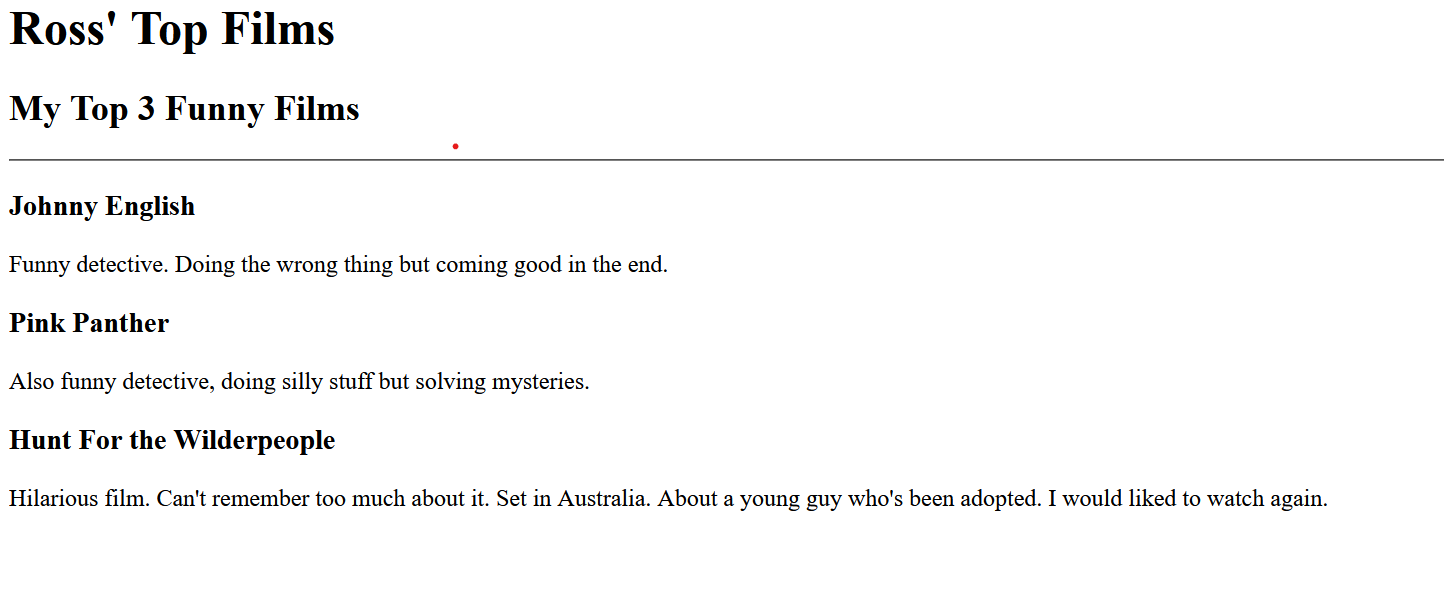 Ross' Top Films
My Top 3 Funny Films
Johnny English
Funny detective. Doing the wrong thing but coming good in the end.
Pink Panther
Also funny detective, doing silly stuff but solving mysteries.
Hunt For the Wilderpeople
Hilarious film. Can't remember too much about it. Set in Australia. About a young guy who's been adopted. I would liked to watch again.